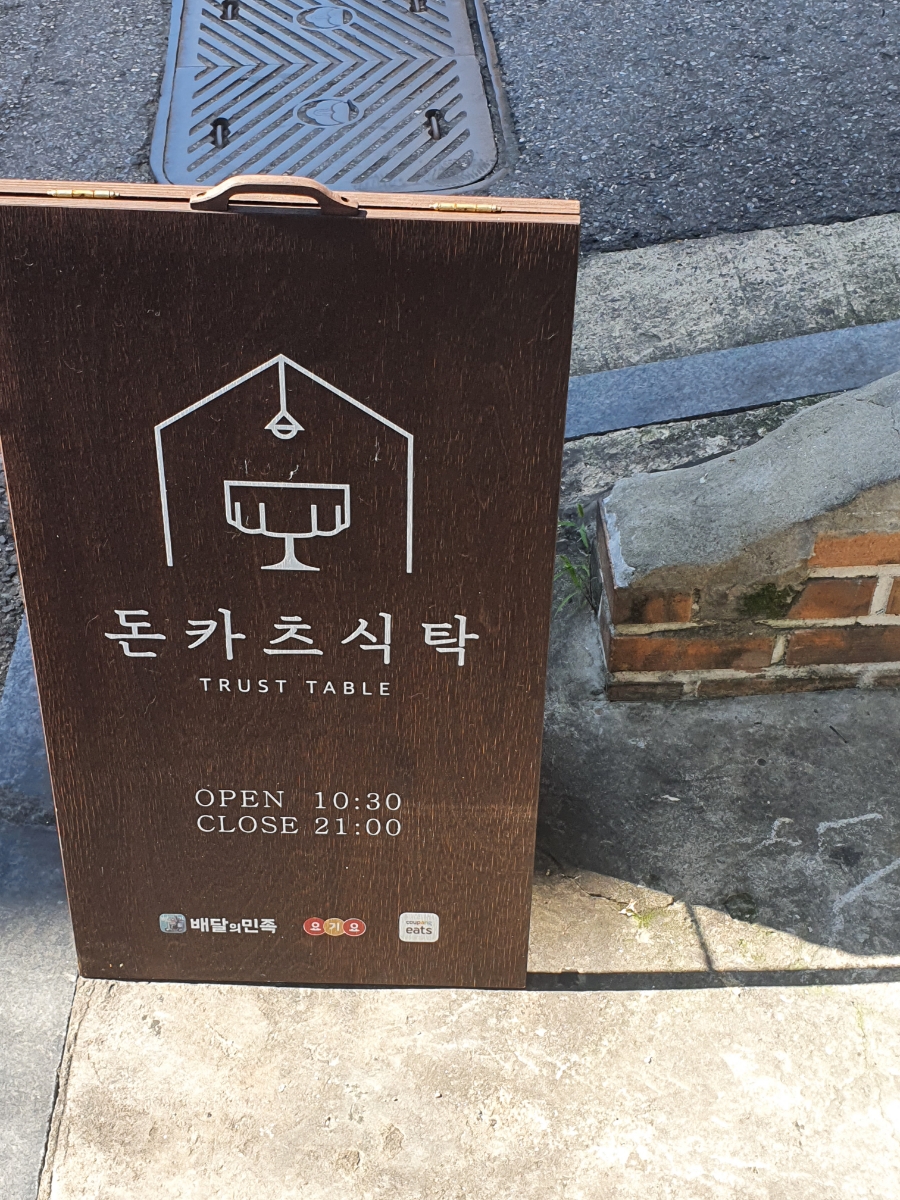 돈카츠식탁
TRUST TABLE
OPEN 10:30
CLOSE 21:00
배달의민족 요기요 coupang eats